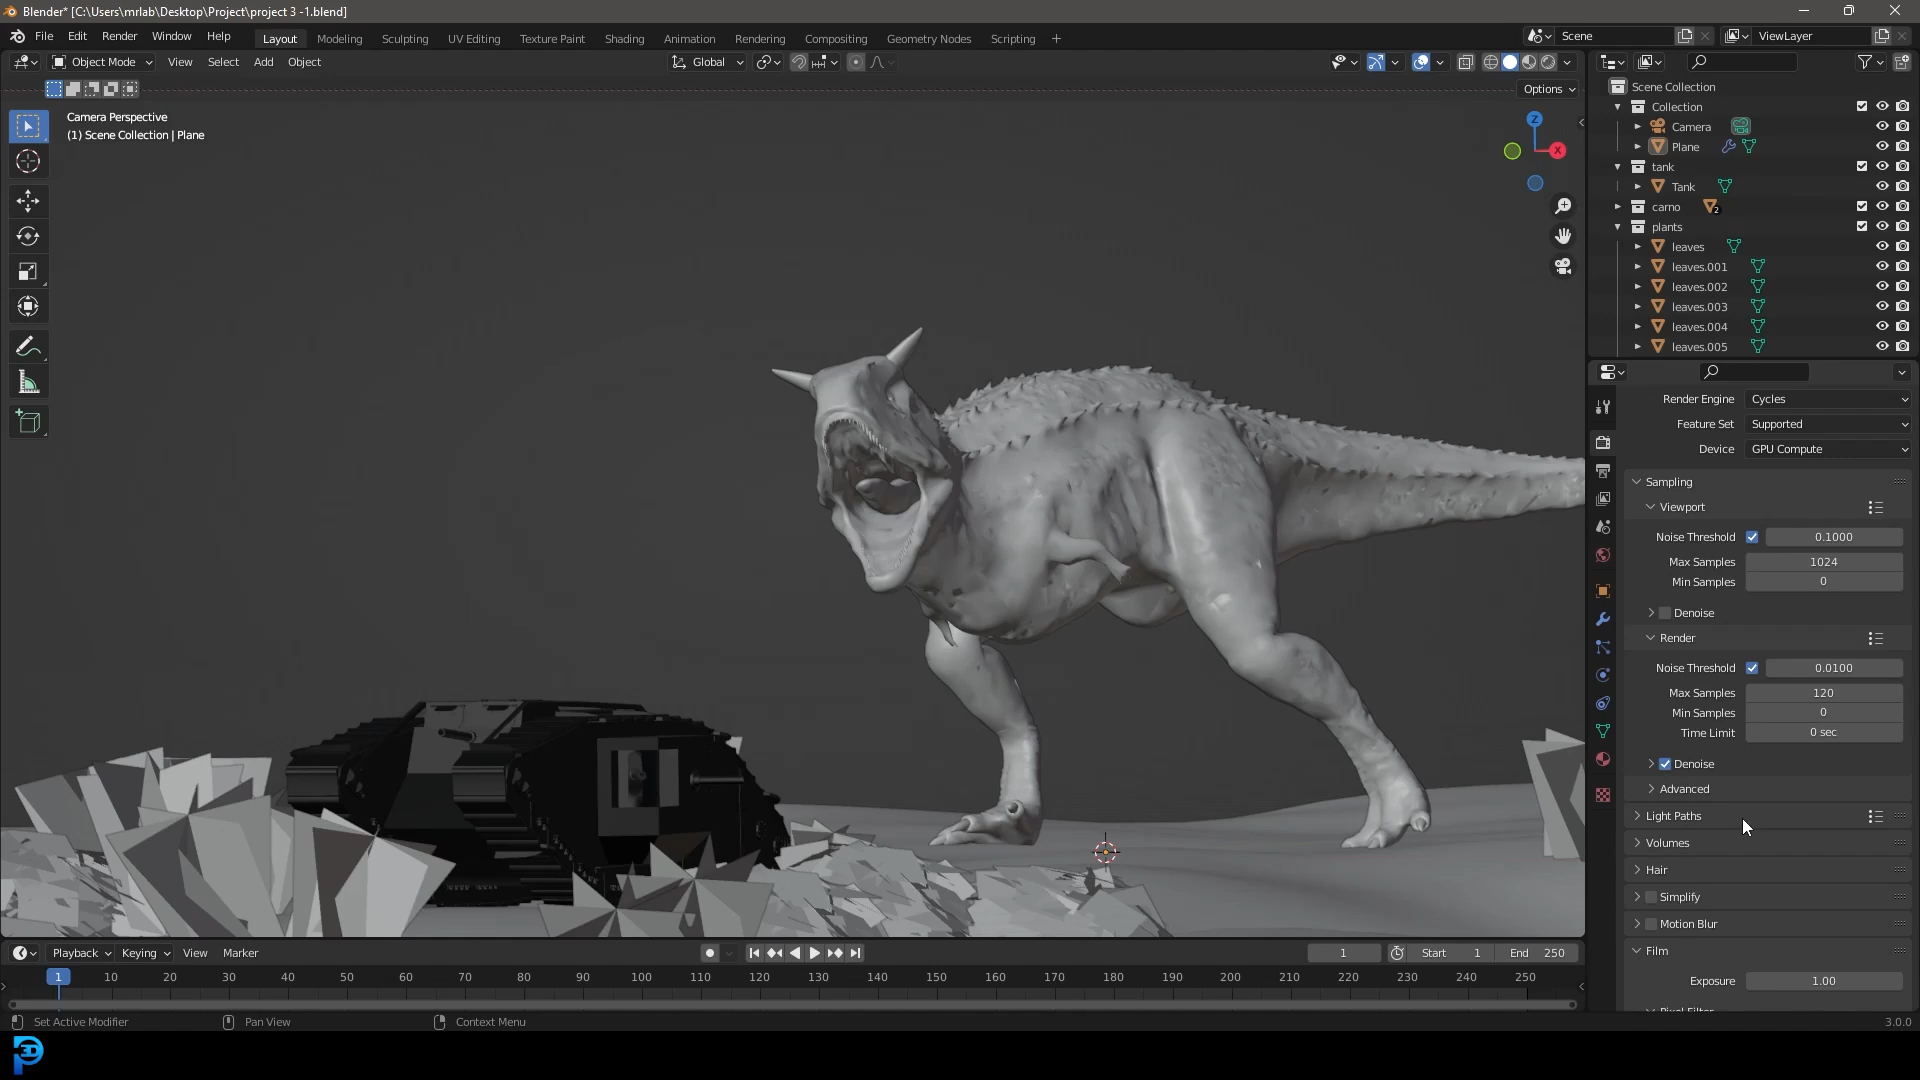 Blender* [C:\Users\mrlab\Desktop\Project\project 3 -1.blend]
File Edit Render Window Help
Layout Modeling Sculpting UV Editing Texture Paint Shading Animation Rendering Compositing Geometry Nodes Scripting +
Scene
ViewLayer
Object Mode View Select Add Object
Global
Options
Camera Perspective
(1) Scene Collection | Plane
Z
X
Scene Collection
Collection
Camera
Plane
tank
Tank
carno 2
plants
leaves
leaves.001
leaves.002
leaves.003
leaves.004
leaves.005
Render Engine Cycles
Feature Set Supported
Device GPU Compute
Sampling
Viewport
Noise Threshold 0.1000
Max Samples 1024
Min Samples 0
Denoise
Render
Noise Threshold 0.0100
Max Samples 120
Min Samples 0
Time Limit 0 sec
Denoise
Advanced
Light Paths
Volumes
Hair
Simplify
Motion Blur
Film
Exposure 1.00
Pixel Filter
Playback Keying View Marker
1 Start 1 End 250
1 10 20 30 40 50 60 70 80 90 100 110 120 130 140 150 160 170 180 190 200 210 220 230 240 250
Set Active Modifier Pan View Context Menu
3.0.0